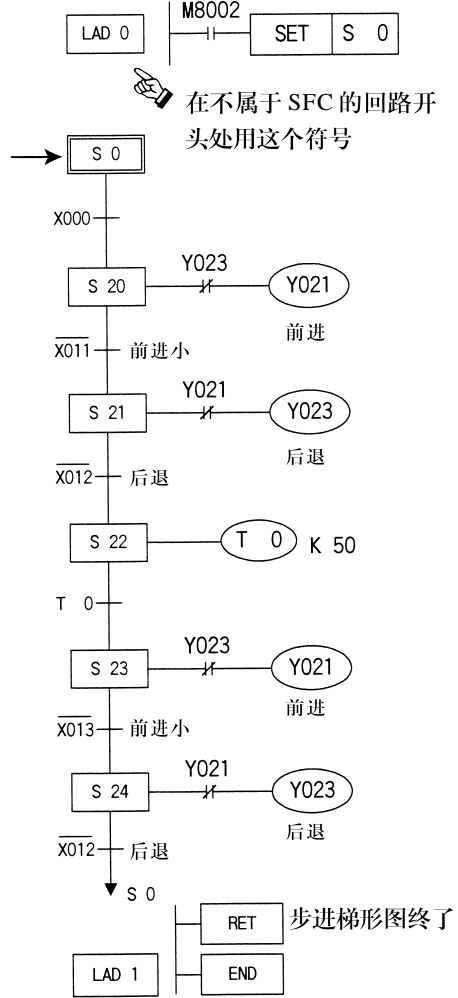 M8002
LAD 0 SET S 0
在不属于 SFC 的回路开
头处用这个符号
S 0
X000
Y023
S 20 Y021
前进
X011 前进小
Y021
S 21 Y023
后退
X012 后退
S 22 T 0 K 50
T 0
Y023
S 23 Y021
前进
X013 前进小
Y021
S 24 Y023
后退
X012 后退
S 0
RET 步进梯形图终了
LAD 1 END